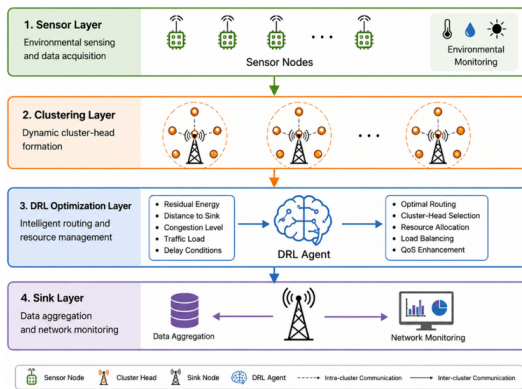 1. Sensor Layer
Environmental sensing
and data acquisition
Sensor Nodes
Environmental
Monitoring
2. Clustering Layer
Dynamic cluster-head
formation
3. DRL Optimization Layer
Intelligent routing and
resource management
• Residual Energy
• Distance to Sink
• Congestion Level
• Traffic Load
• Delay Conditions
DRL Agent
• Optimal Routing
• Cluster-Head Selection
• Resource Allocation
• Load Balancing
• QoS Enhancement
4. Sink Layer
Data aggregation
and network monitoring
Data Aggregation
Network Monitoring
Sensor Node
Cluster Head
Sink Node
DRL Agent
Intra-cluster Communication
Inter-cluster Communication